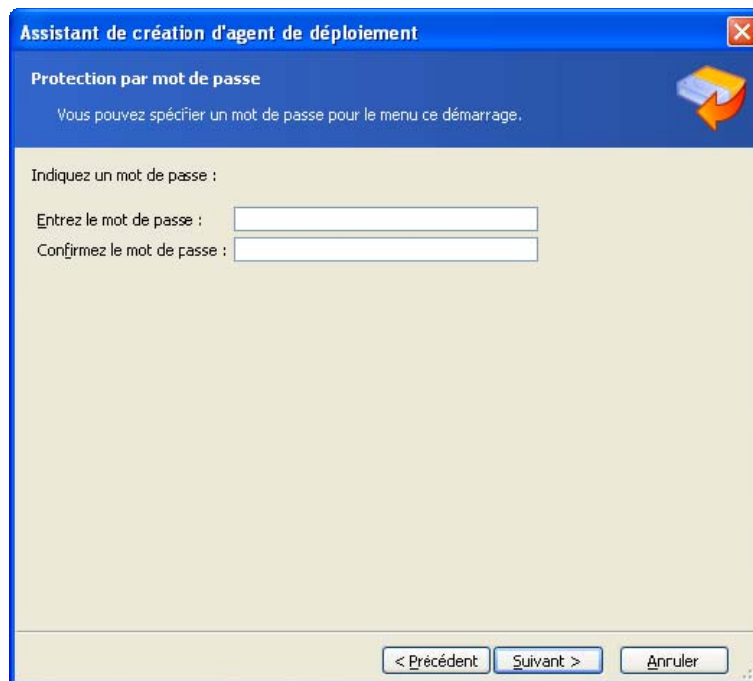 Assistant de création d'agent de déploiement
Protection par mot de passe
Vous pouvez spécifier un mot de passe pour le menu ce démarrage.
Indiquez un mot de passe :
Entrez le mot de passe :
Confirmez le mot de passe :
< Précédent
Suivant >
Annuler